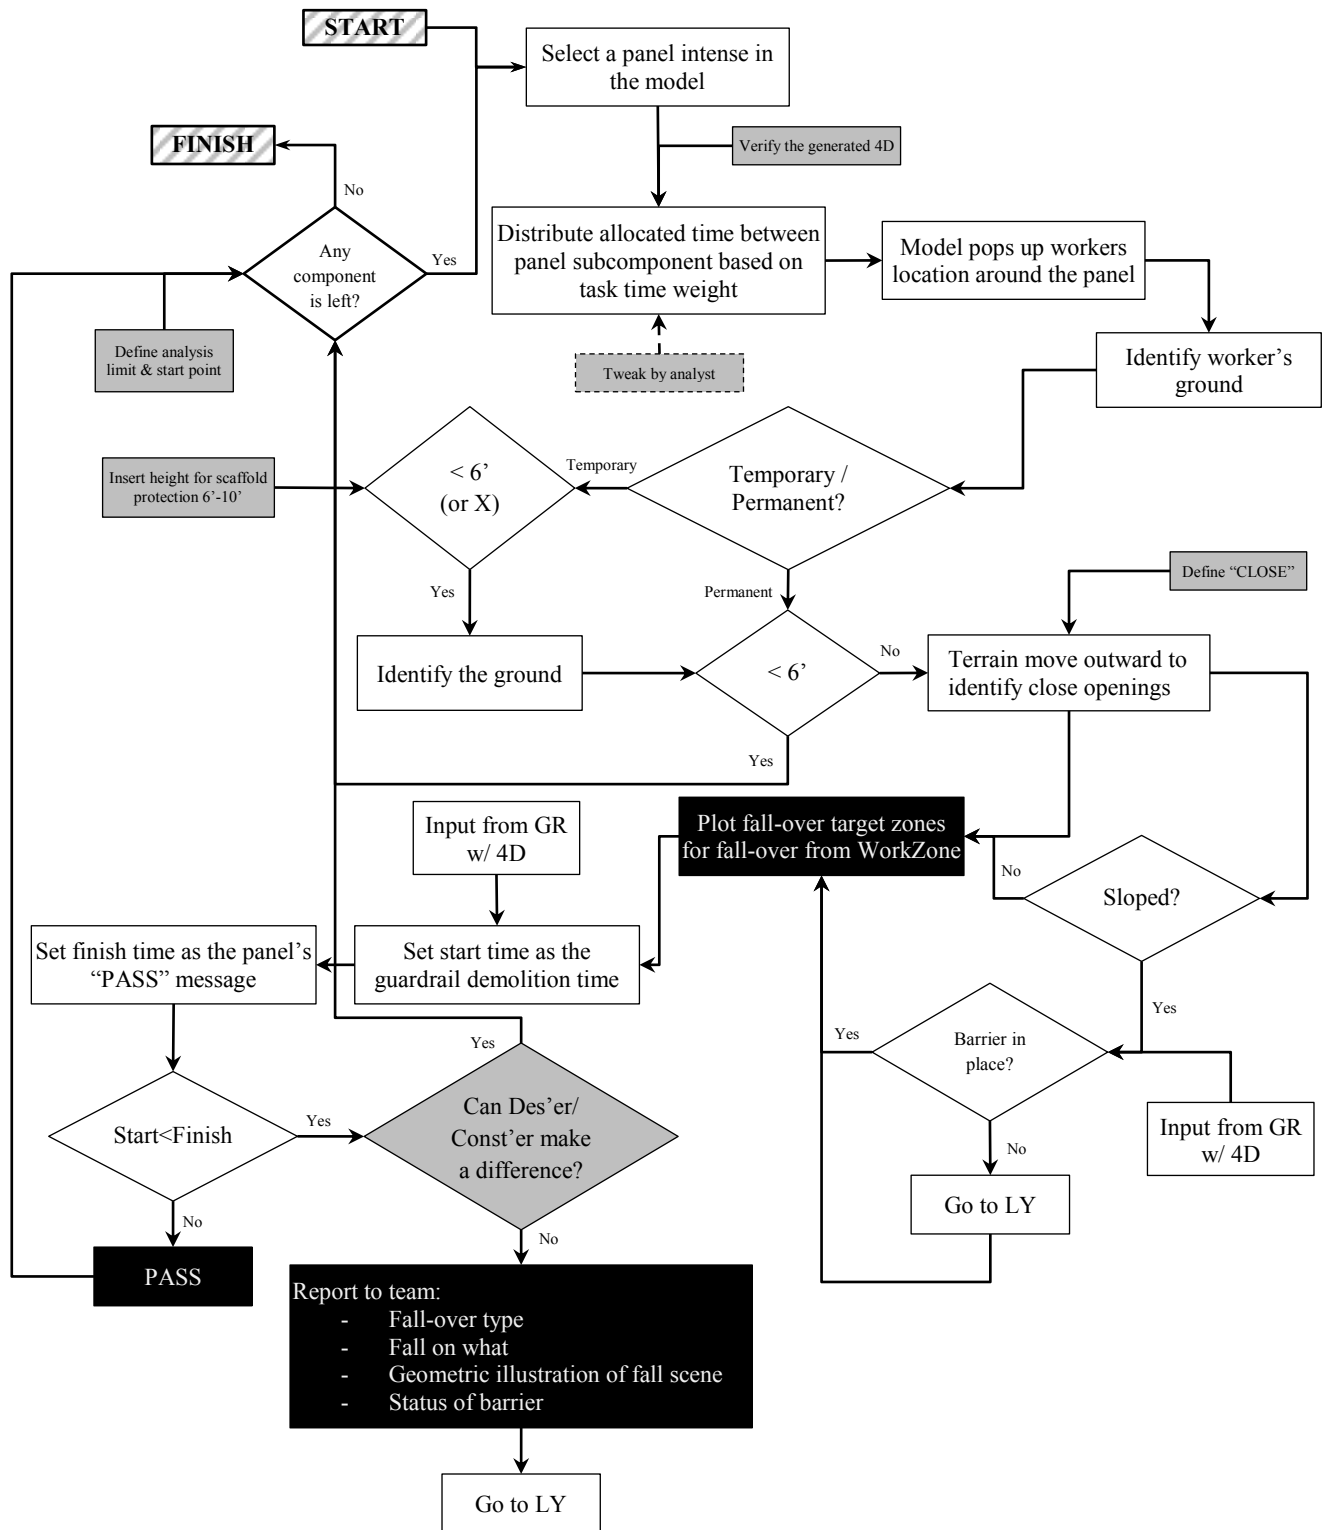 START
Select a panel intense in
the model
FINISH
Verify the generated 4D
No
Any
component
is left?
Yes
Distribute allocated time between
panel subcomponent based on
task time weight
Model pops up workers
location around the panel
Define analysis
limit & start point
Tweak by analyst
Identify worker’s
ground
Insert height for scaffold
protection 6’-10’
< 6’
(or X)
Temporary
Temporary /
Permanent?
Yes
Permanent
Define “CLOSE”
Identify the ground
< 6’
No
Terrain move outward to
identify close openings
Yes
Input from GR
w/ 4D
Plot fall-over target zones
for fall-over from WorkZone
No
Sloped?
Set finish time as the panel’s
“PASS” message
Set start time as the
guardrail demolition time
Yes
Yes
Yes
Barrier in
place?
Start<Finish
Yes
Can Des’er/
Const’er make
a difference?
Input from GR
w/ 4D
No
No
No
Go to LY
PASS
Report to team:
- Fall-over type
- Fall on what
- Geometric illustration of fall scene
- Status of barrier
Go to LY